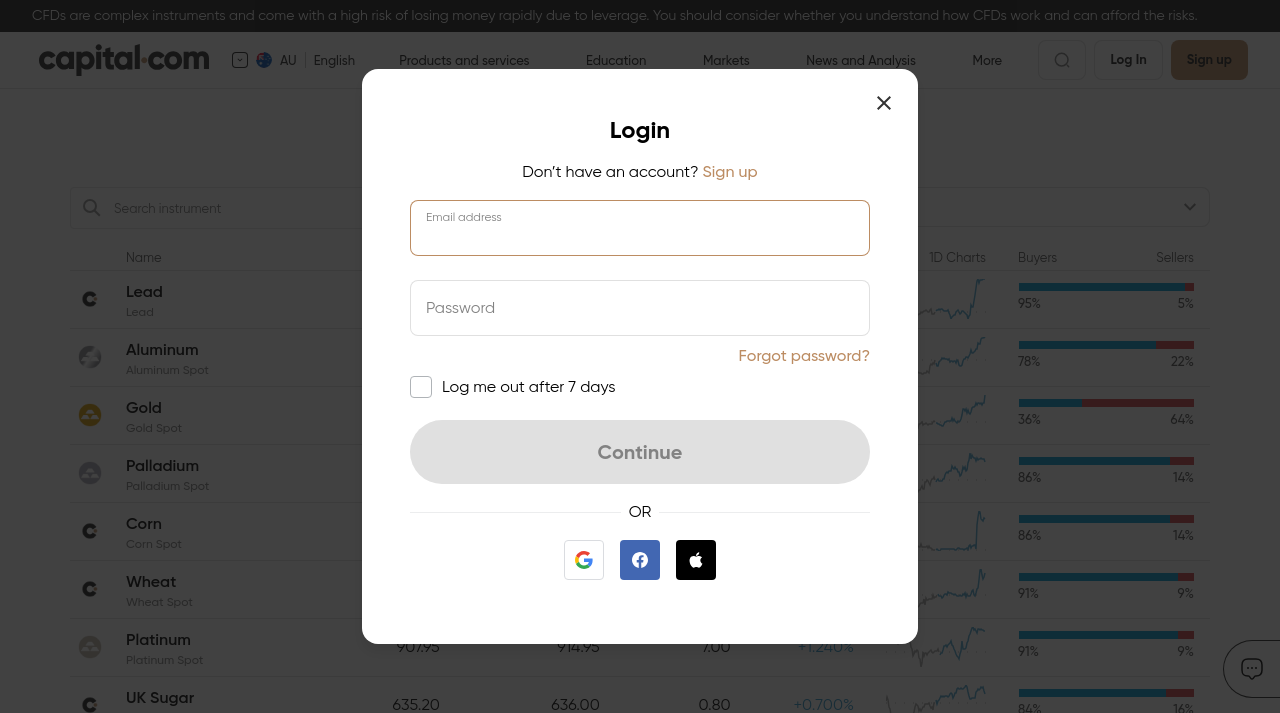 CFDs are complex instruments and come with a high risk of losing money rapidly due to leverage. You should consider whether you understand how CFDs work and can afford the risks.
capital.com AU English Products and services Education Markets News and Analysis More Log In Sign up
Login
Don’t have an account? Sign up
Email address
Password
Forgot password?
Log me out after 7 days
Continue
OR
Search instrument
Name 1D Charts Buyers Sellers
Lead
Lead
95% 5%
Aluminum
Aluminum Spot
78% 22%
Gold
Gold Spot
36% 64%
Palladium
Palladium Spot
86% 14%
Corn
Corn Spot
86% 14%
Wheat
Wheat Spot
91% 9%
Platinum
Platinum Spot
907.95 914.95 7.00 +1.240%
91% 9%
UK Sugar
635.20 636.00 0.80 +0.700%
84% 16%